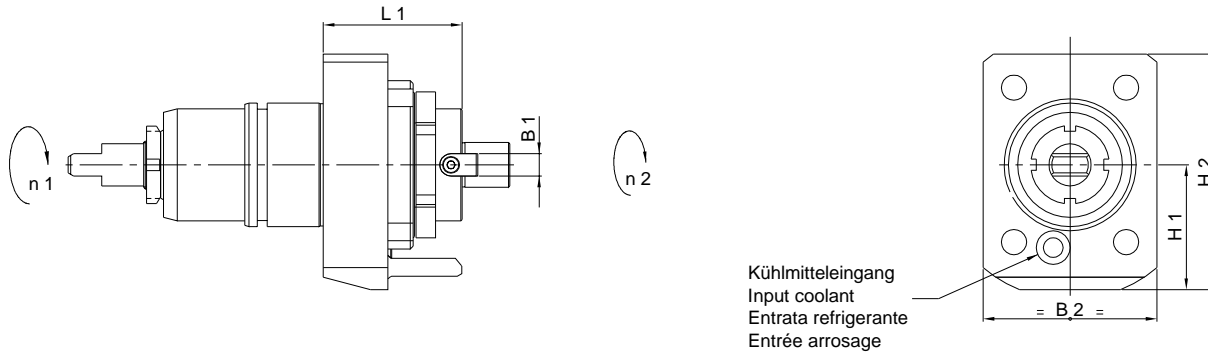 L 1
B 1
n 1
n 2
H 1
H 2
Kühlmitteleingang
Input coolant
Entrata refrigerante
Entrée arrosage
= B 2 =